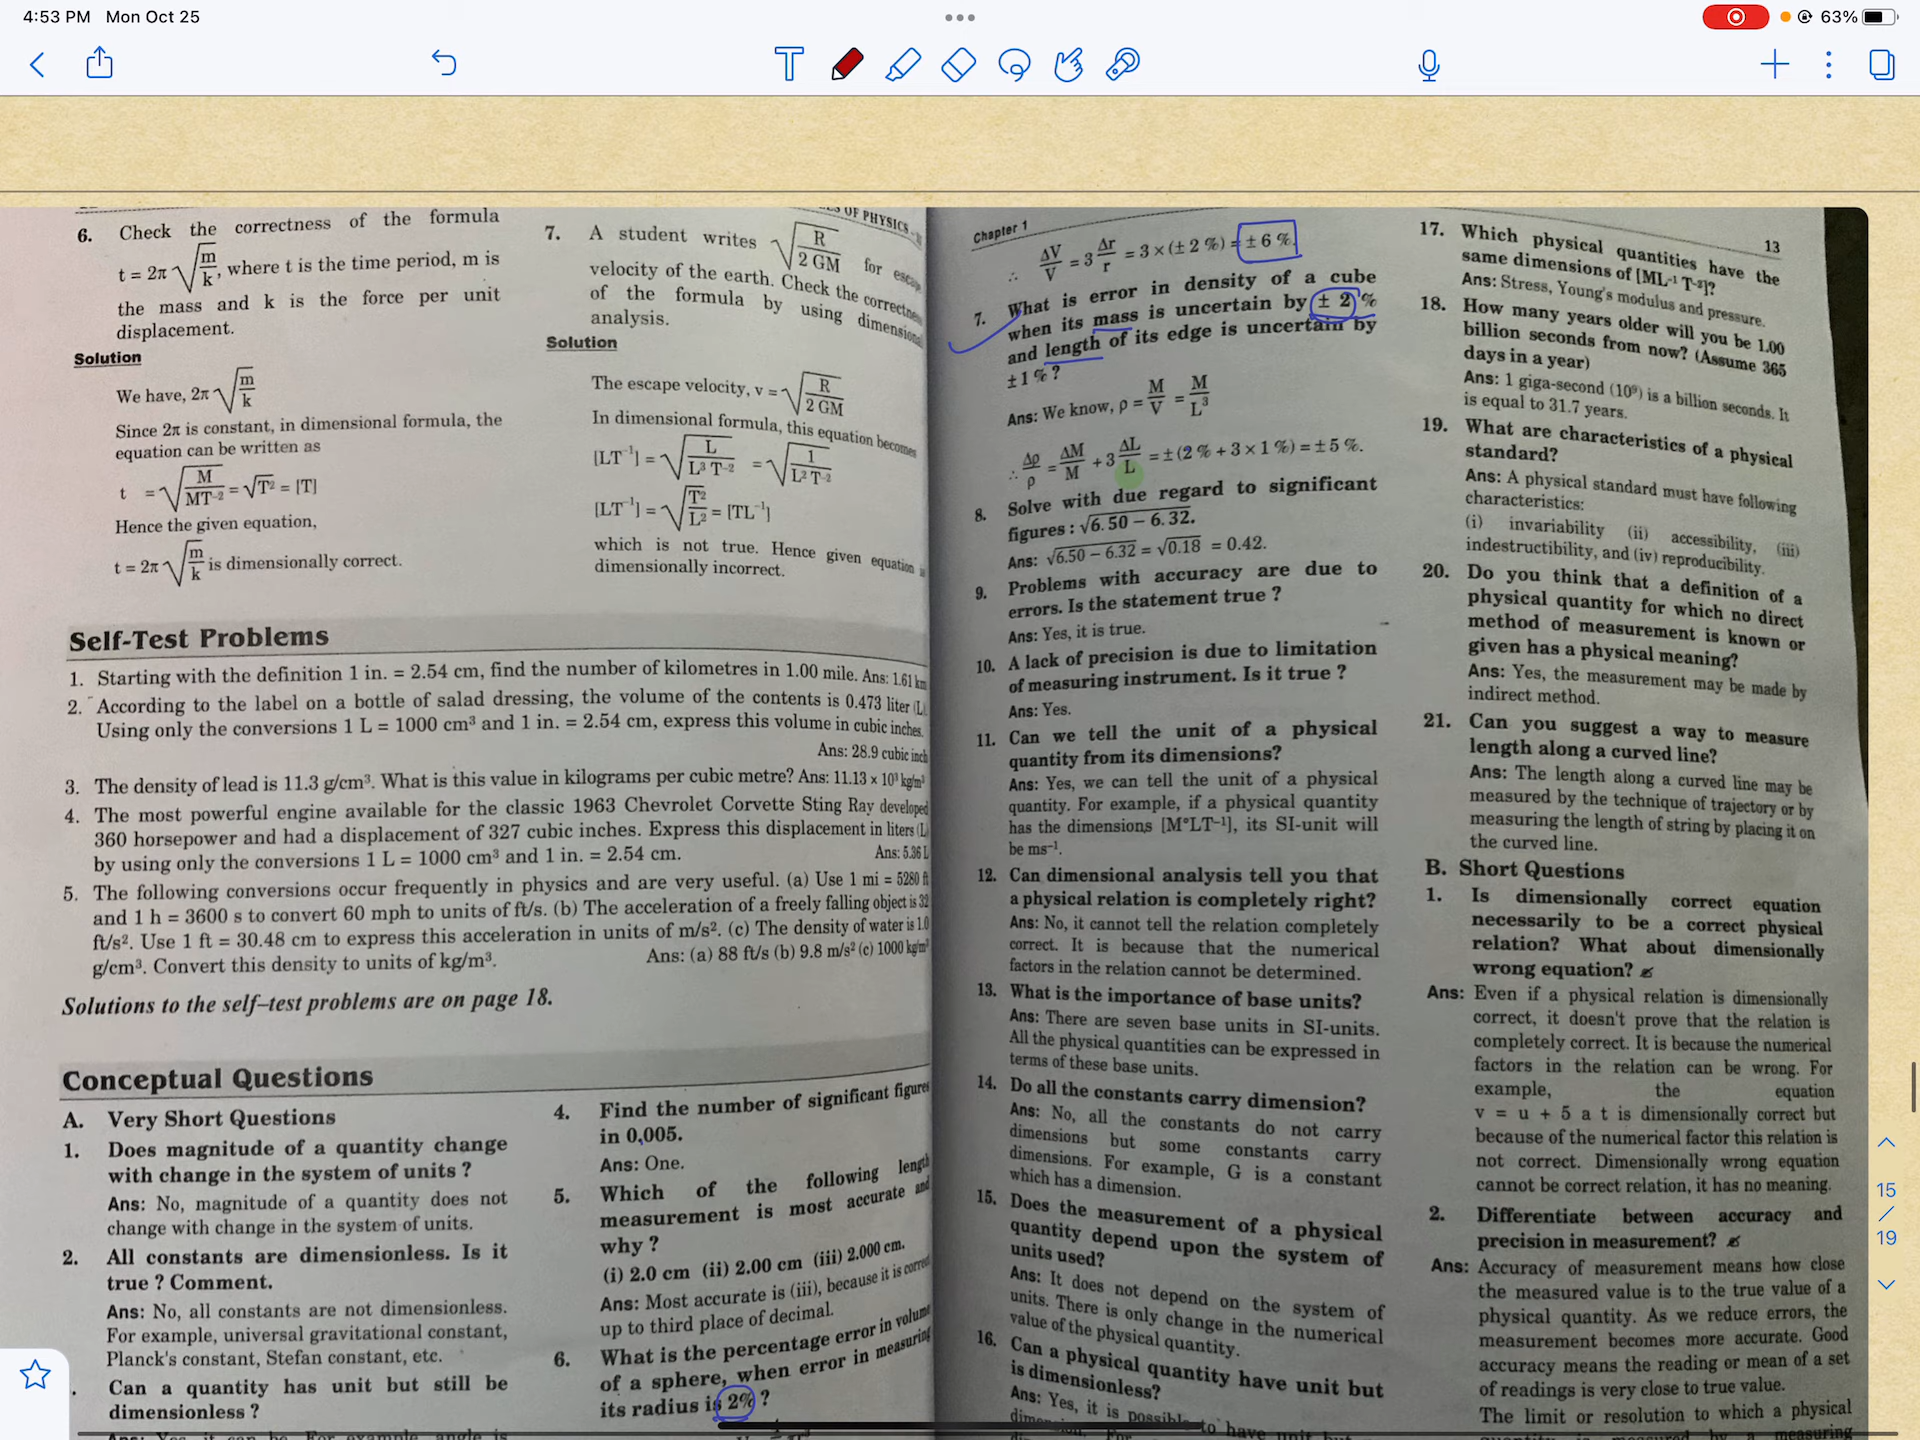 4:53 PM Mon Oct 25
63%
6. Check the correctness of the formula
t = 2π √(m/k), where t is the time period, m is
the mass and k is the force per unit
displacement.
Solution
We have, 2π √(m/k)
Since 2π is constant, in dimensional formula, the
equation can be written as
t = √(M/MT⁻²) = √T² = [T]
Hence the given equation,
t = 2π √(m/k) is dimensionally correct.
OF PHYSICS
7. A student writes √(R/2 GM) for escape
velocity of the earth. Check the correctness
of the formula by using dimensional
analysis.
Solution
The escape velocity, v = √(R/2 GM)
In dimensional formula, this equation becomes
[LT⁻¹] = √(L/L³ T⁻²) = √(1/L² T⁻²)
[LT⁻¹] = √(T²/L²) = [TL⁻¹]
which is not true. Hence given equation
dimensionally incorrect.
Self-Test Problems
1. Starting with the definition 1 in. = 2.54 cm, find the number of kilometres in 1.00 mile. Ans: 1.61 km
2. According to the label on a bottle of salad dressing, the volume of the contents is 0.473 liter (L).
Using only the conversions 1 L = 1000 cm³ and 1 in. = 2.54 cm, express this volume in cubic inches.
Ans: 28.9 cubic inch
3. The density of lead is 11.3 g/cm³. What is this value in kilograms per cubic metre? Ans: 11.13 × 10³ kg/m³
4. The most powerful engine available for the classic 1963 Chevrolet Corvette Sting Ray developed
360 horsepower and had a displacement of 327 cubic inches. Express this displacement in liters (L)
by using only the conversions 1 L = 1000 cm³ and 1 in. = 2.54 cm. Ans: 5.36 L
5. The following conversions occur frequently in physics and are very useful. (a) Use 1 mi = 5280 ft
and 1 h = 3600 s to convert 60 mph to units of ft/s. (b) The acceleration of a freely falling object is 32
ft/s². Use 1 ft = 30.48 cm to express this acceleration in units of m/s². (c) The density of water is 1.0
g/cm³. Convert this density to units of kg/m³. Ans: (a) 88 ft/s (b) 9.8 m/s² (c) 1000 kg/m³
Solutions to the self–test problems are on page 18.
Conceptual Questions
A. Very Short Questions
1. Does magnitude of a quantity change
with change in the system of units ?
Ans: No, magnitude of a quantity does not
change with change in the system of units.
2. All constants are dimensionless. Is it
true ? Comment.
Ans: No, all constants are not dimensionless.
For example, universal gravitational constant,
Planck's constant, Stefan constant, etc.
Can a quantity has unit but still be
dimensionless ?
4. Find the number of significant figures
in 0,005.
Ans: One.
5. Which of the following length
measurement is most accurate and
why ?
(i) 2.0 cm (ii) 2.00 cm (iii) 2.000 cm.
Ans: Most accurate is (iii), because it is correct
up to third place of decimal.
6. What is the percentage error in volume
of a sphere, when error in measuring
its radius is 2% ?
Chapter 1
∴ ΔV/V = 3 Δr/r = 3 × (± 2 %) = ± 6 %.
7. What is error in density of a cube
when its mass is uncertain by ± 2 %
and length of its edge is uncertain by
±1% ?
Ans: We know, ρ = M/V = M/L³
∴ Δρ/ρ = ΔM/M + 3 ΔL/L = ± (2 % + 3 × 1 %) = ± 5 %.
8. Solve with due regard to significant
figures : √6. 50 – 6. 32.
Ans: √6.50 – 6.32 = √0.18 = 0.42.
9. Problems with accuracy are due to
errors. Is the statement true ?
Ans: Yes, it is true.
10. A lack of precision is due to limitation
of measuring instrument. Is it true ?
Ans: Yes.
11. Can we tell the unit of a physical
quantity from its dimensions?
Ans: Yes, we can tell the unit of a physical
quantity. For example, if a physical quantity
has the dimensions [M°LT⁻¹], its SI-unit will
be ms⁻¹.
12. Can dimensional analysis tell you that
a physical relation is completely right?
Ans: No, it cannot tell the relation completely
correct. It is because that the numerical
factors in the relation cannot be determined.
13. What is the importance of base units?
Ans: There are seven base units in SI-units.
All the physical quantities can be expressed in
terms of these base units.
14. Do all the constants carry dimension?
Ans: No, all the constants do not carry
dimensions but some constants carry
dimensions. For example, G is a constant
which has a dimension.
15. Does the measurement of a physical
quantity depend upon the system of
units used?
Ans: It does not depend on the system of
units. There is only change in the numerical
value of the physical quantity.
16. Can a physical quantity have unit but
is dimensionless?
Ans: Yes, it is possible to have unit
13
17. Which physical quantities have the
same dimensions of [ML⁻¹ T⁻²]?
Ans: Stress, Young's modulus and pressure.
18. How many years older will you be 1.00
billion seconds from now? (Assume 365
days in a year)
Ans: 1 giga-second (10⁹) is a billion seconds. It
is equal to 31.7 years.
19. What are characteristics of a physical
standard?
Ans: A physical standard must have following
characteristics:
(i) invariability (ii) accessibility, (iii)
indestructibility, and (iv) reproducibility.
20. Do you think that a definition of a
physical quantity for which no direct
method of measurement is known or
given has a physical meaning?
Ans: Yes, the measurement may be made by
indirect method.
21. Can you suggest a way to measure
length along a curved line?
Ans: The length along a curved line may be
measured by the technique of trajectory or by
measuring the length of string by placing it on
the curved line.
B. Short Questions
1. Is dimensionally correct equation
necessarily to be a correct physical
relation? What about dimensionally
wrong equation?
Ans: Even if a physical relation is dimensionally
correct, it doesn't prove that the relation is
completely correct. It is because the numerical
factors in the relation can be wrong. For
example, the equation
v = u + 5 a t is dimensionally correct but
because of the numerical factor this relation is
not correct. Dimensionally wrong equation
cannot be correct relation, it has no meaning.
2. Differentiate between accuracy and
precision in measurement?
Ans: Accuracy of measurement means how close
the measured value is to the true value of a
physical quantity. As we reduce errors, the
measurement becomes more accurate. Good
accuracy means the reading or mean of a set
of readings is very close to true value.
The limit or resolution to which a physical
15
/
19